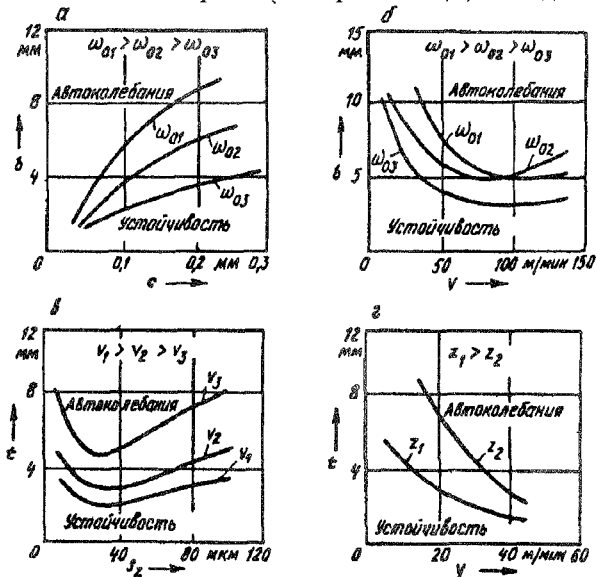 а
12
мм
8
4
0
b
ω01 > ω02 > ω03
Автоколебания
ω01
ω02
ω03
Устойчивость
0,1
0,2
мм
0,3
c
б
15
мм
10
5
0
b
ω01 > ω02 > ω03
Автоколебания
ω01
ω02
ω03
Устойчивость
50
100
м/мин
150
V
в
12
мм
8
4
0
t
V1 > V2 > V3
Автоколебания
V3
V2
V1
Устойчивость
40
80
мкм
120
Sz
г
12
мм
8
4
0
t
z1 > z2
Автоколебания
z1
z2
Устойчивость
20
40
м/мин
60
V